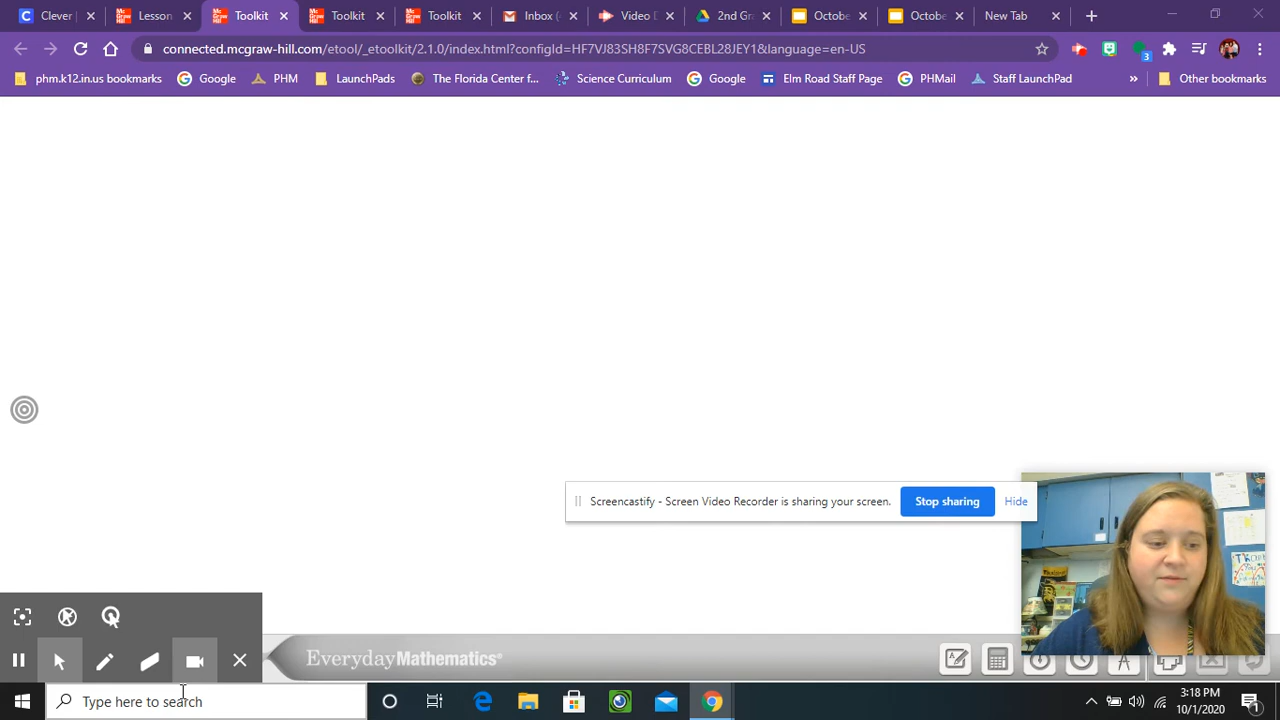 Clever
Lesson
Toolkit
Toolkit
Toolkit
Inbox (
Video
2nd Gr
Octobe
Octobe
New Tab
connected.mcgraw-hill.com/etool/_etoolkit/2.1.0/index.html?configId=HF7VJ83SH8F7SVG8CEBL28JEY1&language=en-US
3
phm.k12.in.us bookmarks
Google
PHM
LaunchPads
The Florida Center f...
Science Curriculum
Google
Elm Road Staff Page
PHMail
Staff LaunchPad
»
Other bookmarks
Screencastify - Screen Video Recorder is sharing your screen.
Stop sharing
Hide
EverydayMathematics®
Type here to search
3:18 PM
10/1/2020
1